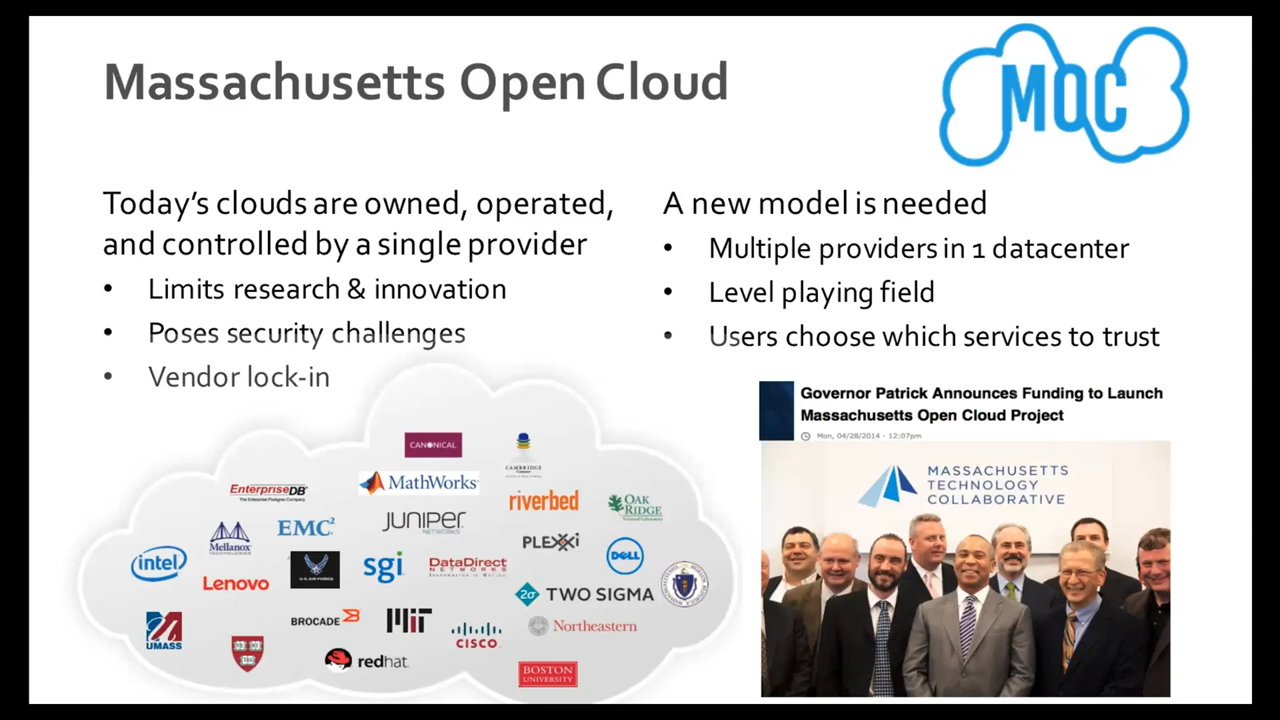 Massachusetts Open Cloud
MOC
Today's clouds are owned, operated,
and controlled by a single provider
• Limits research & innovation
• Poses security challenges
• Vendor lock-in
A new model is needed
• Multiple providers in 1 datacenter
• Level playing field
• Users choose which services to trust
CANONICAL
CAMBRIDGE
MathWorks
ENTERPRISEDB
The Enterprise Postgres Company
riverbed
OAK
RIDGE
National Laboratory
EMC²
JUNIPER
NETWORKS
Mellanox
TECHNOLOGIES
PLEXXI
intel
DELL
U.S. AIR FORCE
sgi
DataDirect
NETWORKS
Lenovo
2σ TWO SIGMA
BROCADE
MIT
UMASS
CISCO
Northeastern
redhat
BOSTON
UNIVERSITY
Governor Patrick Announces Funding to Launch
Massachusetts Open Cloud Project
Mon, 04/28/2014 - 12:07pm
MASSACHUSETTS
TECHNOLOGY
COLLABORATIVE